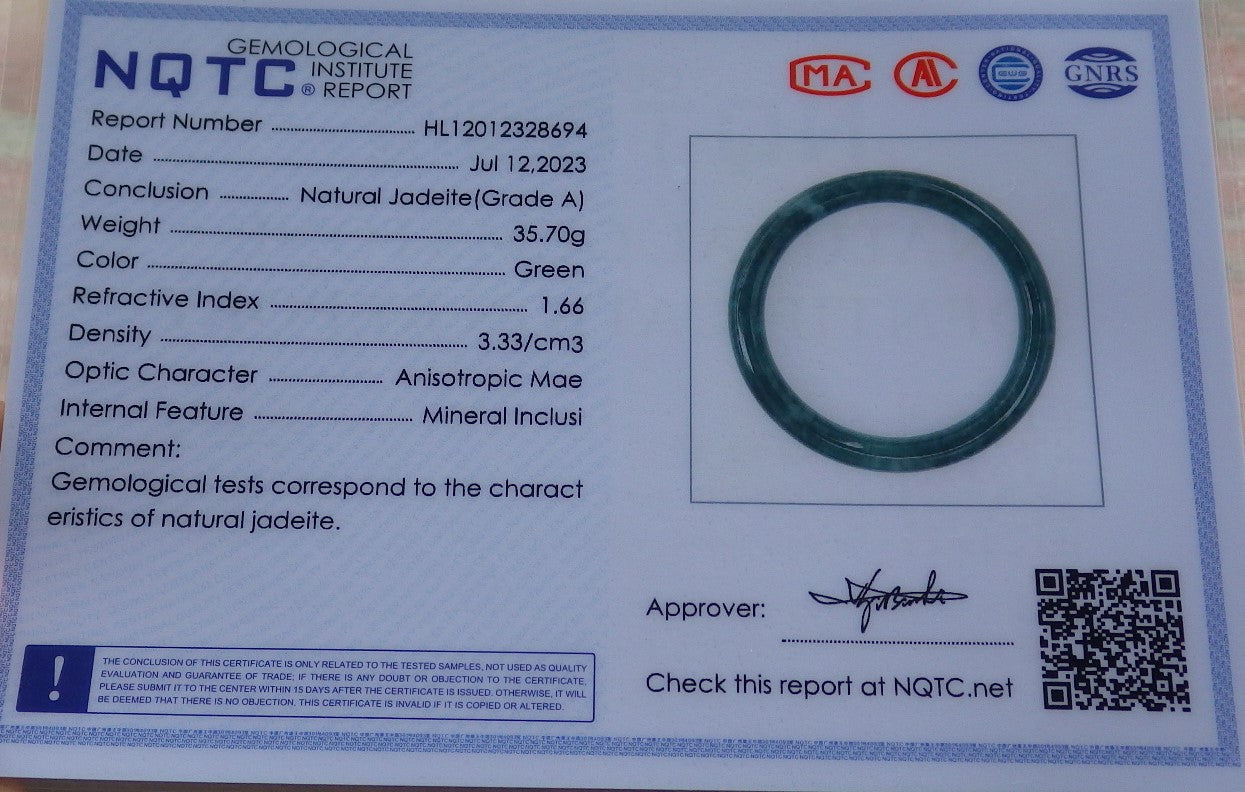 NQTC® GEMOLOGICAL INSTITUTE REPORT
Report Number ........ HL12012328694
Date ........ Jul 12,2023
Conclusion ........ Natural Jadeite(Grade A)
Weight ........ 35.70g
Color ........ Green
Refractive Index ........ 1.66
Density ........ 3.33/cm3
Optic Character ........ Anisotropic Mae
Internal Feature ........ Mineral Inclusi
Comment:
Gemological tests correspond to the charact
eristics of natural jadeite.
! THE CONCLUSION OF THIS CERTIFICATE IS ONLY RELATED TO THE TESTED SAMPLES, NOT USED AS QUALITY
EVALUATION AND GUARANTEE OF TRADE; IF THERE IS ANY DOUBT OR OBJECTION TO THE CERTIFICATE,
PLEASE SUBMIT IT TO THE CENTER WITHIN 15 DAYS AFTER THE CERTIFICATE IS ISSUED. OTHERWISE, IT WILL
BE DEEMED THAT THERE IS NO OBJECTION, THIS CERTIFICATE IS INVALID IF IT IS COPIED OR ALTERED.
MA
GNRS
Approver:
Check this report at NQTC.net